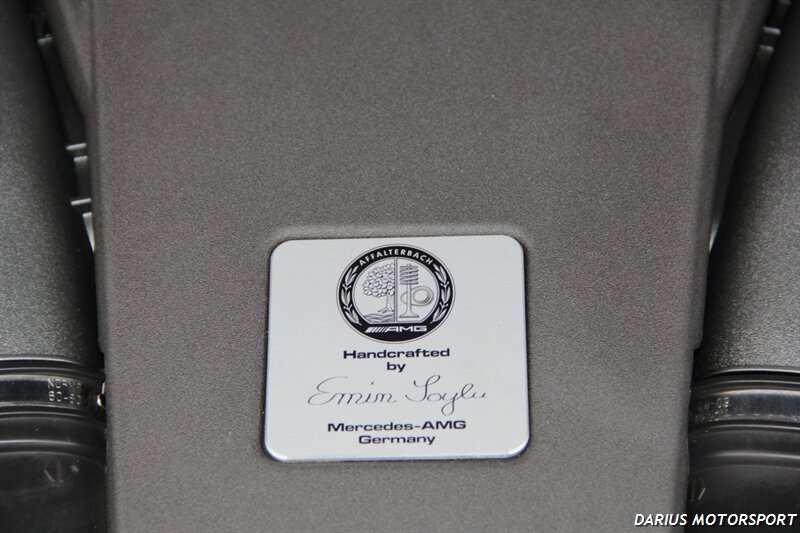 AFFALTERBACH
AMG
Handcrafted
by
Emin Soylu
Mercedes-AMG
Germany
DARIUS MOTORSPORT